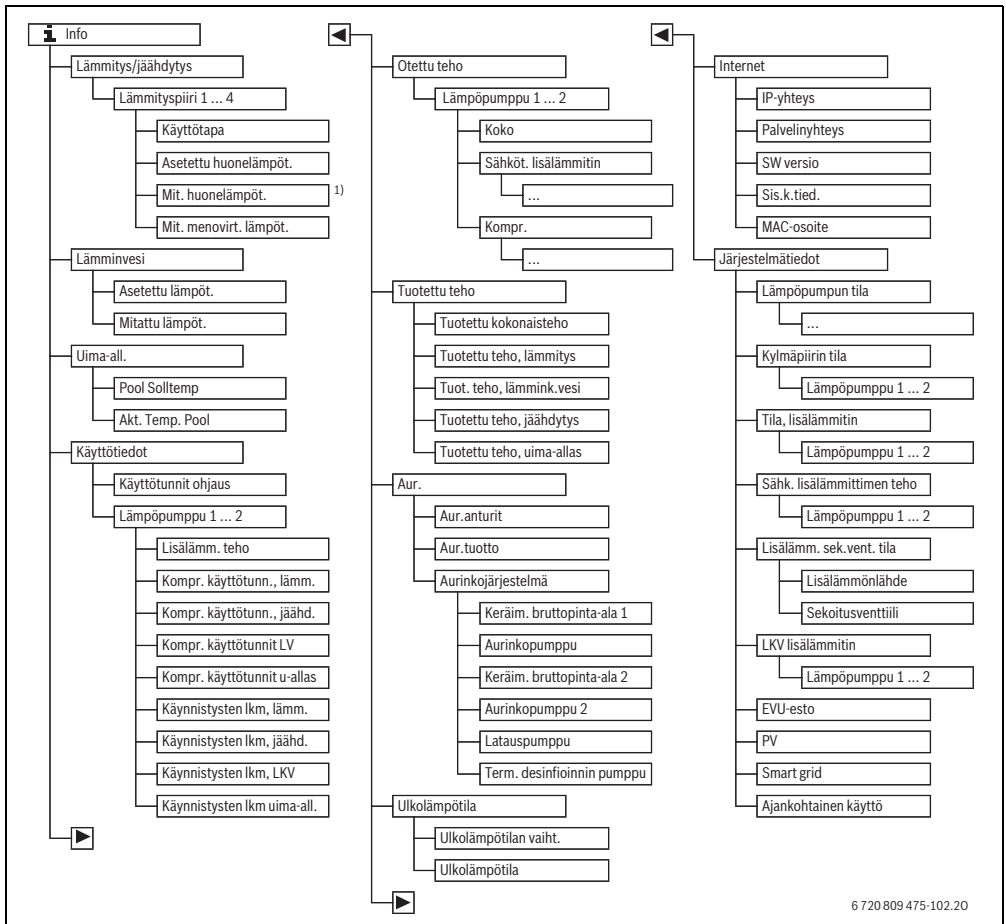 i Info
Lämmitys/jäähdytys
Lämmityspiiri 1 ... 4
Käyttötapa
Asetettu huonelämpöt.
Mit. huonelämpöt. 1)
Mit. menovirt. lämpöt.
Lämminvesi
Asetettu lämpöt.
Mitattu lämpöt.
Uima-all.
Pool Solltemp
Akt. Temp. Pool
Käyttötiedot
Käyttötunnit ohjaus
Lämpöpumppu 1 ... 2
Lisälämm. teho
Kompr. käyttötunn., lämm.
Kompr. käyttötunn., jäähd.
Kompr. käyttötunnit LV
Kompr. käyttötunnit u-allas
Käynnistysten lkm, lämm.
Käynnistysten lkm, jäähd.
Käynnistysten lkm, LKV
Käynnistysten lkm uima-all.
Otettu teho
Lämpöpumppu 1 ... 2
Koko
Sähköt. lisälämmitin
...
Kompr.
...
Tuotettu teho
Tuotettu kokonaisteho
Tuotettu teho, lämmitys
Tuot. teho, lämmink.vesi
Tuotettu teho, jäähdytys
Tuotettu teho, uima-allas
Aur.
Aur.anturit
Aur.tuotto
Aurinkojärjestelmä
Keräim. bruttopinta-ala 1
Aurinkopumppu
Keräim. bruttopinta-ala 2
Aurinkopumppu 2
Latauspumppu
Term. desinfioinnin pumppu
Ulkolämpötila
Ulkolämpötilan vaiht.
Ulkolämpötila
Internet
IP-yhteys
Palvelinyhteys
SW versio
Sis.k.tied.
MAC-osoite
Järjestelmätiedot
Lämpöpumpun tila
...
Kylmäpiirin tila
Lämpöpumppu 1 ... 2
Tila, lisälämmitin
Lämpöpumppu 1 ... 2
Sähk. lisälämmittimen teho
Lämpöpumppu 1 ... 2
Lisälämm. sek.vent. tila
Lisälämmönlähde
Sekoitusventtiili
LKV lisälämmitin
Lämpöpumppu 1 ... 2
EVU-esto
PV
Smart grid
Ajankohtainen käyttö
6 720 809 475-102.2O